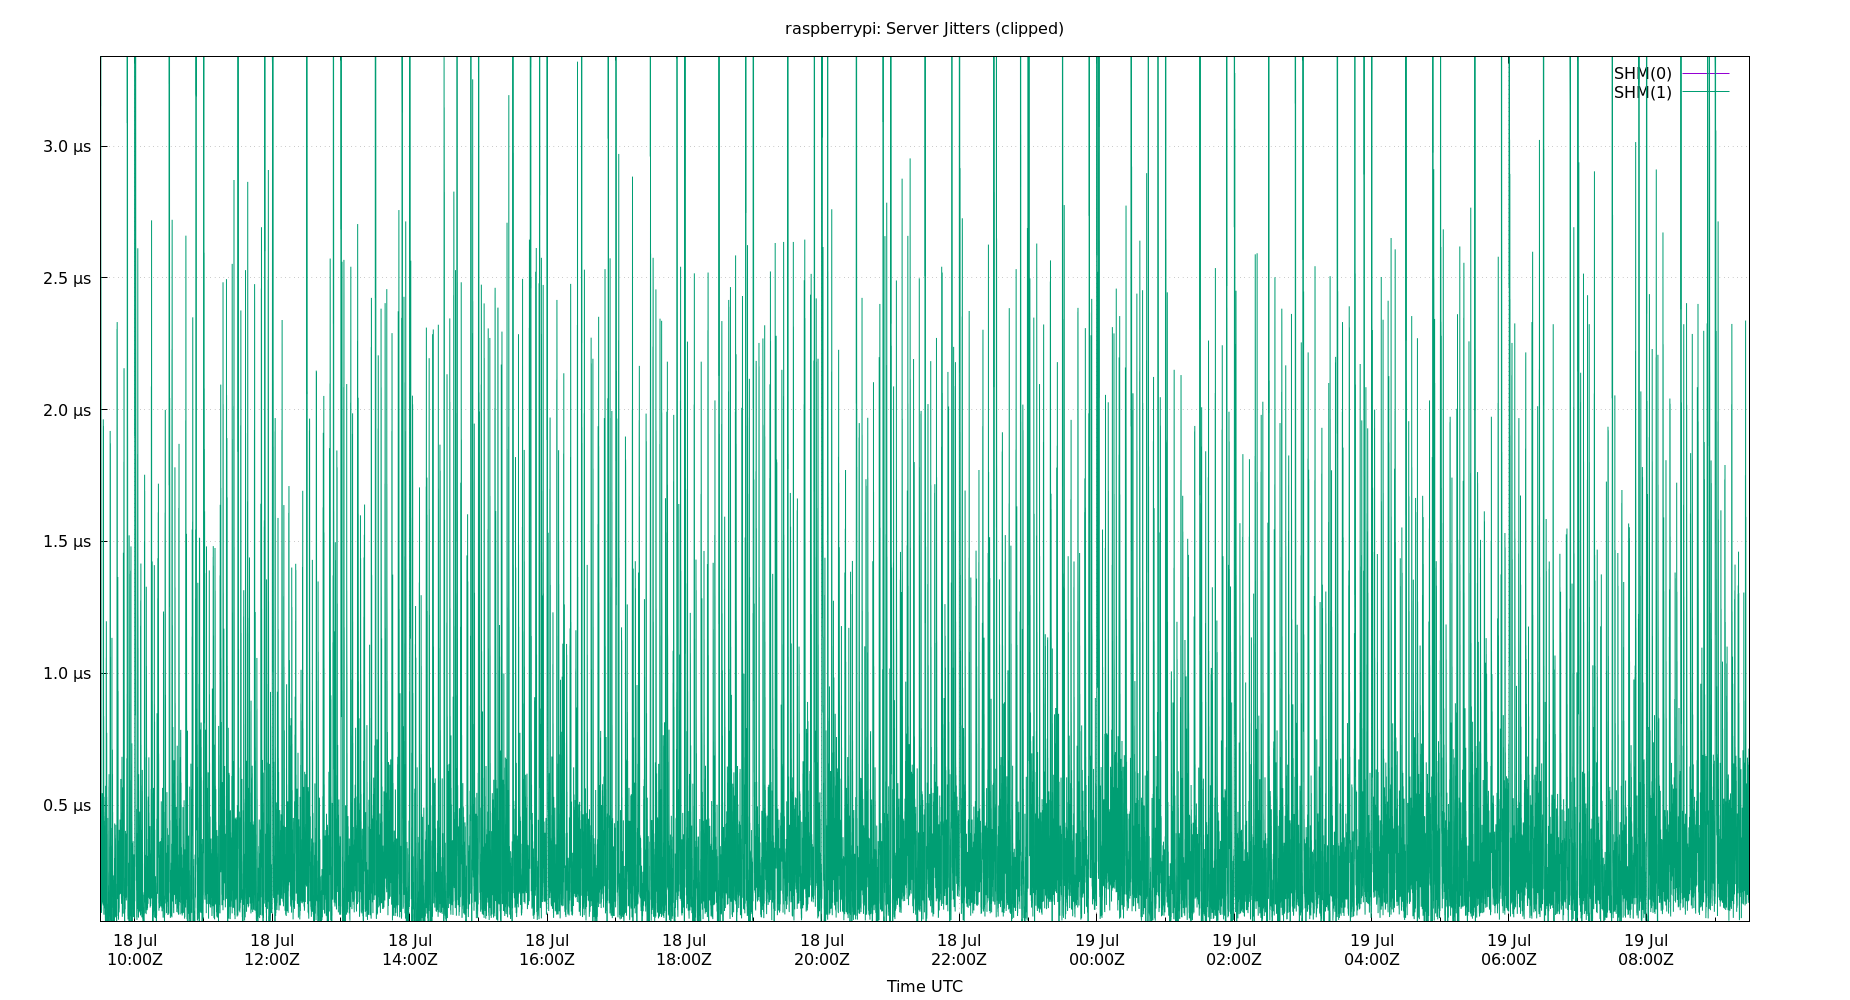 raspberrypi: Server Jitters (clipped)
SHM(0)
SHM(1)
3.0 µs
2.5 µs
2.0 µs
1.5 µs
1.0 µs
0.5 µs
18 Jul 18 Jul 18 Jul 18 Jul 18 Jul 18 Jul 18 Jul 19 Jul 19 Jul 19 Jul 19 Jul 19 Jul
10:00Z 12:00Z 14:00Z 16:00Z 18:00Z 20:00Z 22:00Z 00:00Z 02:00Z 04:00Z 06:00Z 08:00Z
Time UTC